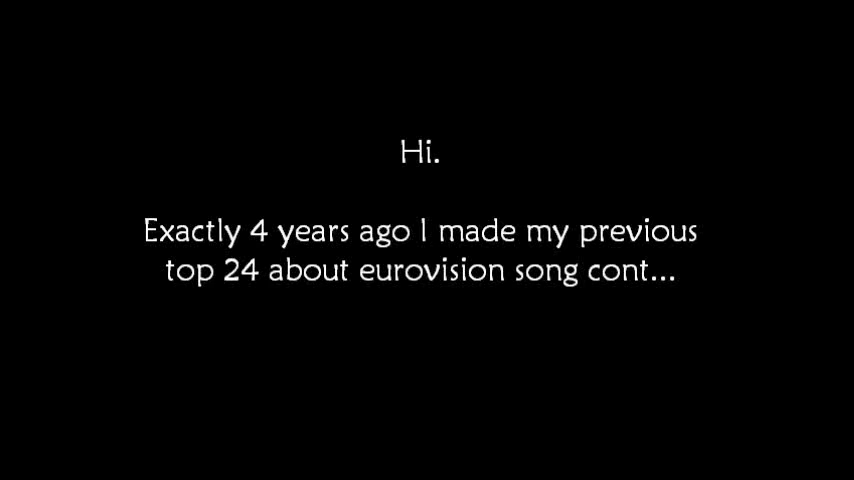 Hi.
Exactly 4 years ago I made my previous
top 24 about eurovision song cont...